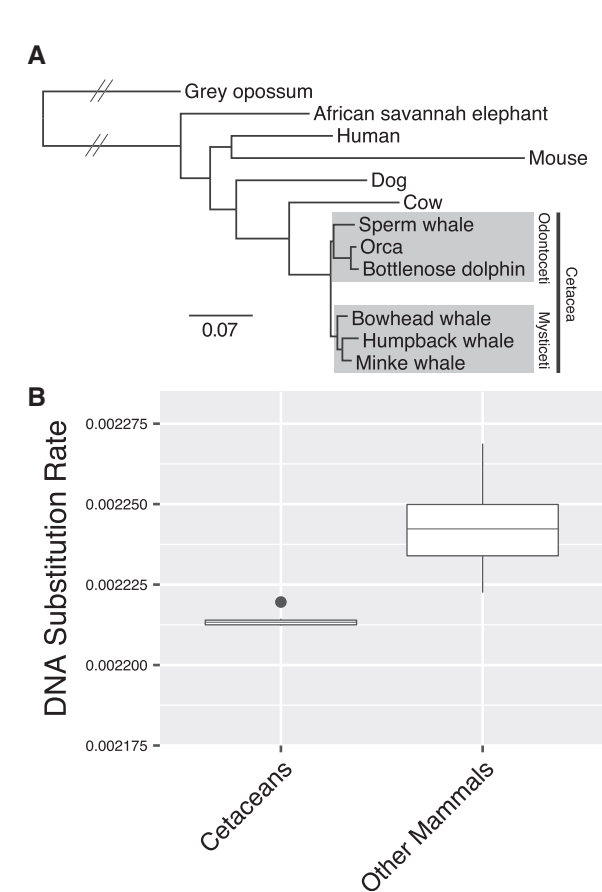 A
Grey opossum
African savannah elephant
Human
Mouse
Dog
Cow
Sperm whale
Orca
Bottlenose dolphin
Odontoceti
Cetacea
0.07
Bowhead whale
Humpback whale
Minke whale
Mysticeti
B
DNA Substitution Rate
0.002275
0.002250
0.002225
0.002200
0.002175
Cetaceans
Other Mammals